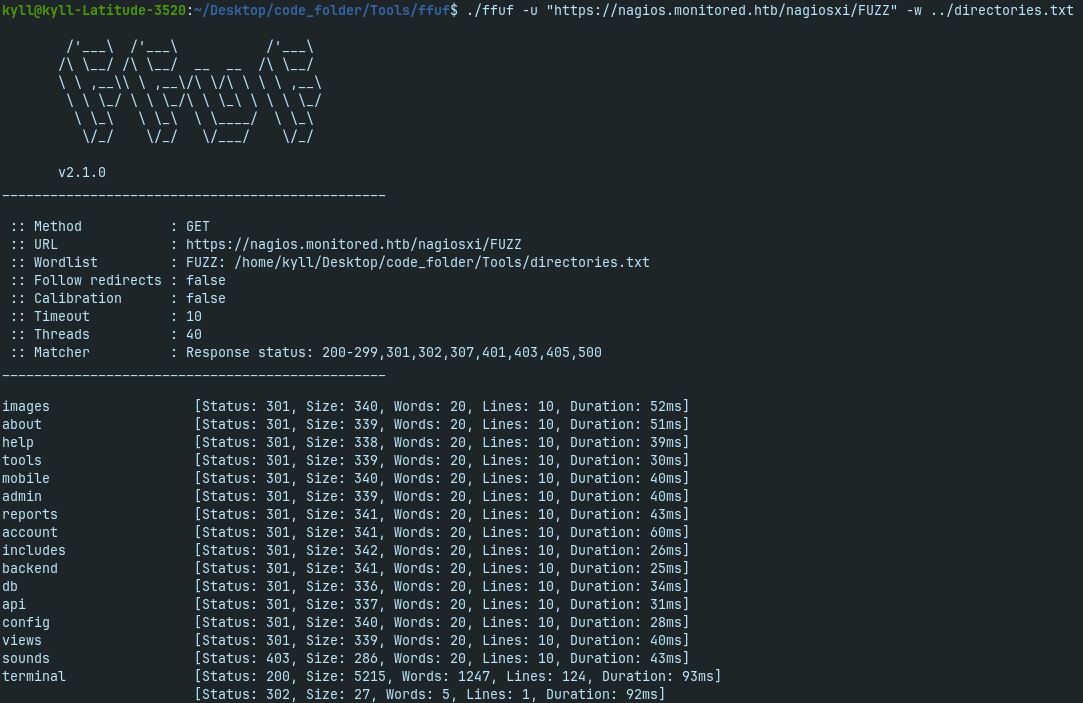 kyll@kyll-Latitude-3520:~/Desktop/code_folder/Tools/ffuf$ ./ffuf -u "https://nagios.monitored.htb/nagiosxi/FUZZ" -w ../directories.txt

        /'___\  /'___\           /'___\
       /\ \__/ /\ \__/  __  __  /\ \__/
       \ \ ,__\\ \ ,__\/\ \/\ \ \ \ ,__\
        \ \ \_/ \ \ \_/\ \ \_\ \ \ \ \_/
         \ \_\   \ \_\  \ \____/  \ \_\
          \/_/    \/_/   \/___/    \/_/

       v2.1.0
________________________________________________

 :: Method           : GET
 :: URL              : https://nagios.monitored.htb/nagiosxi/FUZZ
 :: Wordlist         : FUZZ: /home/kyll/Desktop/code_folder/Tools/directories.txt
 :: Follow redirects : false
 :: Calibration      : false
 :: Timeout          : 10
 :: Threads          : 40
 :: Matcher          : Response status: 200-299,301,302,307,401,403,405,500
________________________________________________

images                  [Status: 301, Size: 340, Words: 20, Lines: 10, Duration: 52ms]
about                   [Status: 301, Size: 339, Words: 20, Lines: 10, Duration: 51ms]
help                    [Status: 301, Size: 338, Words: 20, Lines: 10, Duration: 39ms]
tools                   [Status: 301, Size: 339, Words: 20, Lines: 10, Duration: 30ms]
mobile                  [Status: 301, Size: 340, Words: 20, Lines: 10, Duration: 40ms]
admin                   [Status: 301, Size: 339, Words: 20, Lines: 10, Duration: 40ms]
reports                 [Status: 301, Size: 341, Words: 20, Lines: 10, Duration: 43ms]
account                 [Status: 301, Size: 341, Words: 20, Lines: 10, Duration: 60ms]
includes                [Status: 301, Size: 342, Words: 20, Lines: 10, Duration: 26ms]
backend                 [Status: 301, Size: 341, Words: 20, Lines: 10, Duration: 25ms]
db                      [Status: 301, Size: 336, Words: 20, Lines: 10, Duration: 34ms]
api                     [Status: 301, Size: 337, Words: 20, Lines: 10, Duration: 31ms]
config                  [Status: 301, Size: 340, Words: 20, Lines: 10, Duration: 28ms]
views                   [Status: 301, Size: 339, Words: 20, Lines: 10, Duration: 40ms]
sounds                  [Status: 403, Size: 286, Words: 20, Lines: 10, Duration: 43ms]
terminal                [Status: 200, Size: 5215, Words: 1247, Lines: 124, Duration: 93ms]
                        [Status: 302, Size: 27, Words: 5, Lines: 1, Duration: 92ms]